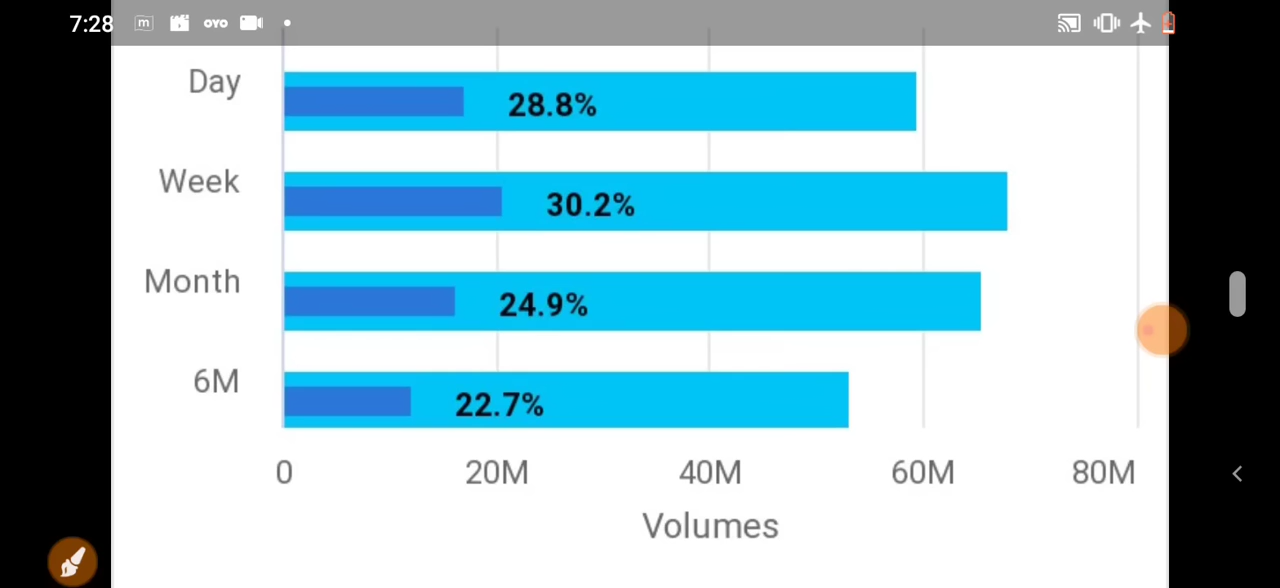 7:28 m OYO
Day 28.8%
Week 30.2%
Month 24.9%
6M 22.7%
0 20M 40M 60M 80M
Volumes